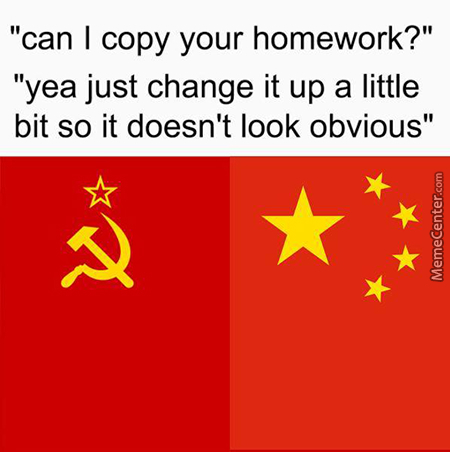 "can I copy your homework?"
"yea just change it up a little
bit so it doesn't look obvious"
MemeCenter.com